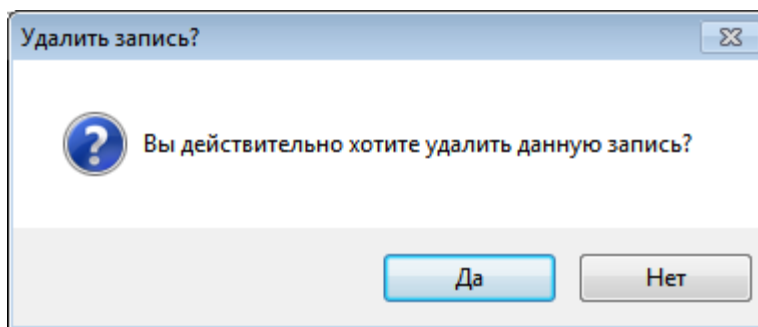 Удалить запись?
Вы действительно хотите удалить данную запись?
Да
Нет